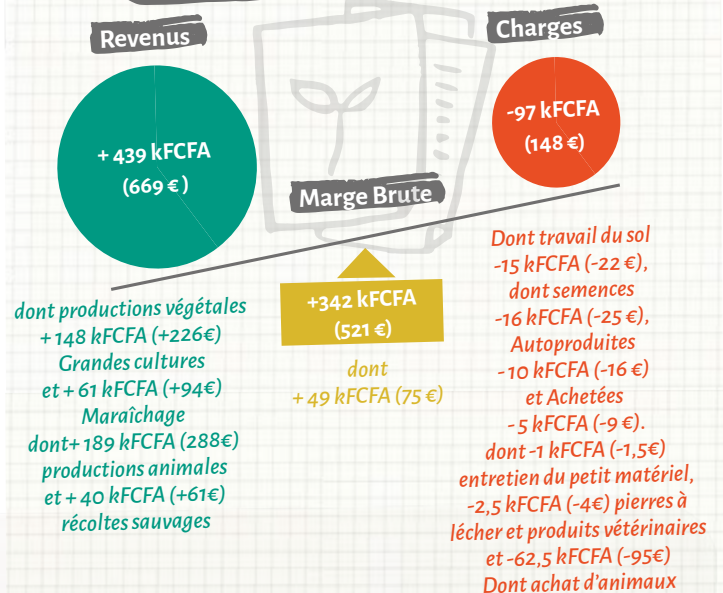 Revenus
+ 439 kFCFA
(669 € )
dont productions végétales
+ 148 kFCFA (+226€)
Grandes cultures
et + 61 kFCFA (+94€)
Maraîchage
dont+ 189 kFCFA (288€)
productions animales
et + 40 kFCFA (+61€)
récoltes sauvages
Marge Brute
+342 kFCFA
(521 €)
dont
+ 49 kFCFA (75 €)
Charges
-97 kFCFA
(148 €)
Dont travail du sol
-15 kFCFA (-22 €),
dont semences
-16 kFCFA (-25 €),
Autoproduites
- 10 kFCFA (-16 €)
et Achetées
- 5 kFCFA (-9 €).
dont -1 kFCFA (-1,5€)
entretien du petit matériel,
-2,5 kFCFA (-4€) pierres à
lécher et produits vétérinaires
et -62,5 kFCFA (-95€)
Dont achat d'animaux